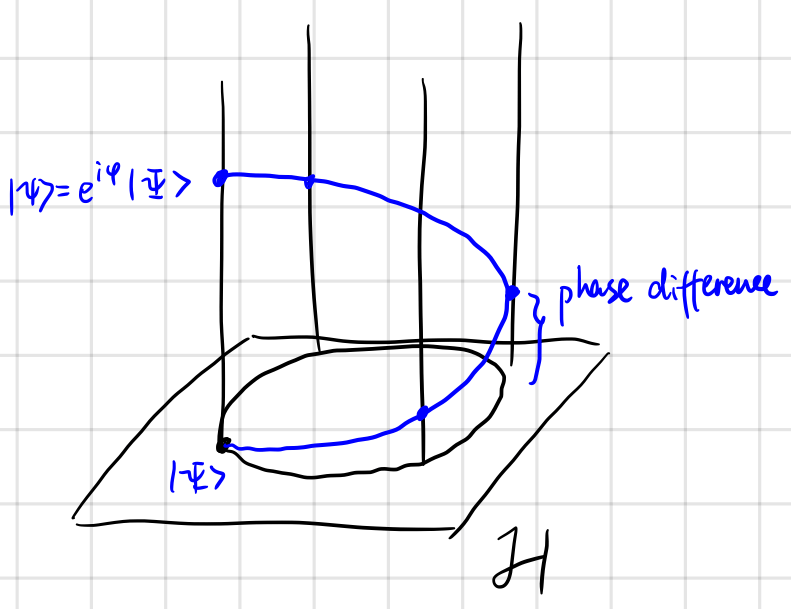 |ψ⟩=e^{iφ}|Ψ⟩
} phase difference
|Ψ⟩
H